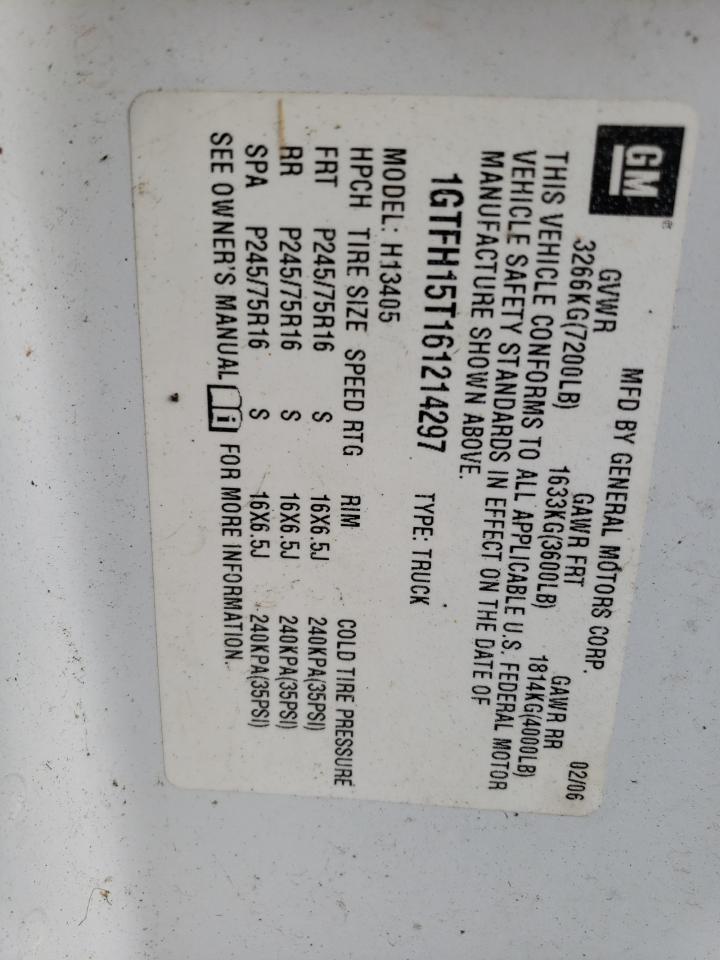 GM®
MFD BY GENERAL MOTORS CORP. 02/06
GVWR GAWR FRT GAWR RR
3266KG(7200LB) 1633KG(3600LB) 1814KG(4000LB)
THIS VEHICLE CONFORMS TO ALL APPLICABLE U.S. FEDERAL MOTOR
VEHICLE SAFETY STANDARDS IN EFFECT ON THE DATE OF
MANUFACTURE SHOWN ABOVE.
1GTFH15T161214297 TYPE: TRUCK
MODEL: H13405
HPCH TIRE SIZE SPEED RTG RIM COLD TIRE PRESSURE
FRT P245/75R16 S 16X6.5J 240KPA(35PSI)
RR P245/75R16 S 16X6.5J 240KPA(35PSI)
SPA P245/75R16 S 16X6.5J 240KPA(35PSI)
SEE OWNER'S MANUAL i FOR MORE INFORMATION.